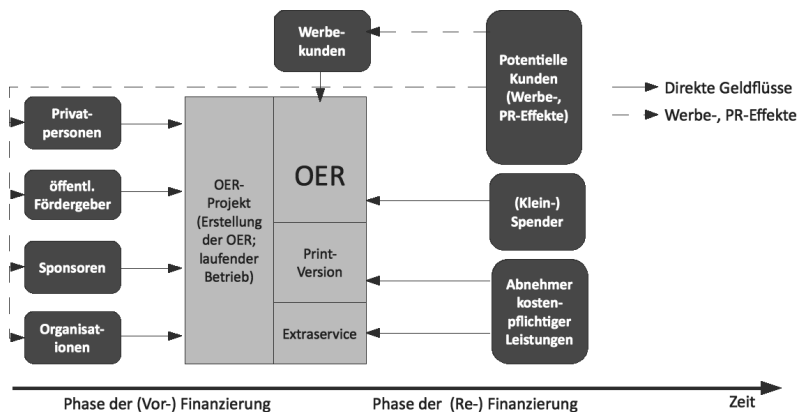 Werbe-
kunden
Potentielle
Kunden
(Werbe-,
PR-Effekte)
Direkte Geldflüsse
Werbe-, PR-Effekte
Privat-
personen
öffentl.
Fördergeber
Sponsoren
Organisat-
ionen
OER-
Projekt
(Erstellung
der OER;
laufender
Betrieb)
OER
Print-
Version
Extraservice
(Klein-)
Spender
Abnehmer
kosten-
pflichtiger
Leistungen
Phase der (Vor-) Finanzierung
Phase der (Re-) Finanzierung
Zeit